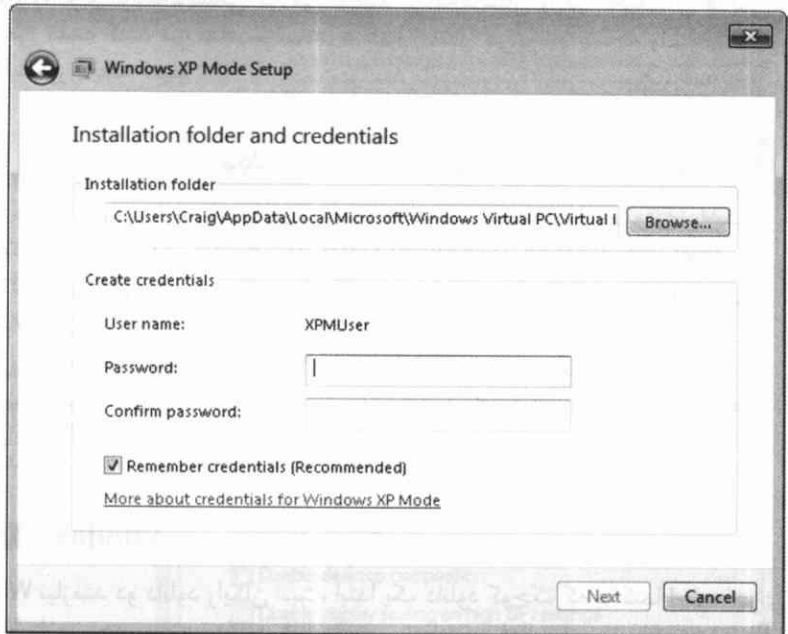 Windows XP Mode Setup
Installation folder and credentials
Installation folder
C:\Users\Craig\AppData\Local\Microsoft\Windows Virtual PC\Virtual I
Browse...
Create credentials
User name: XPMUser
Password:
Confirm password:
Remember credentials (Recommended)
More about credentials for Windows XP Mode
Next
Cancel